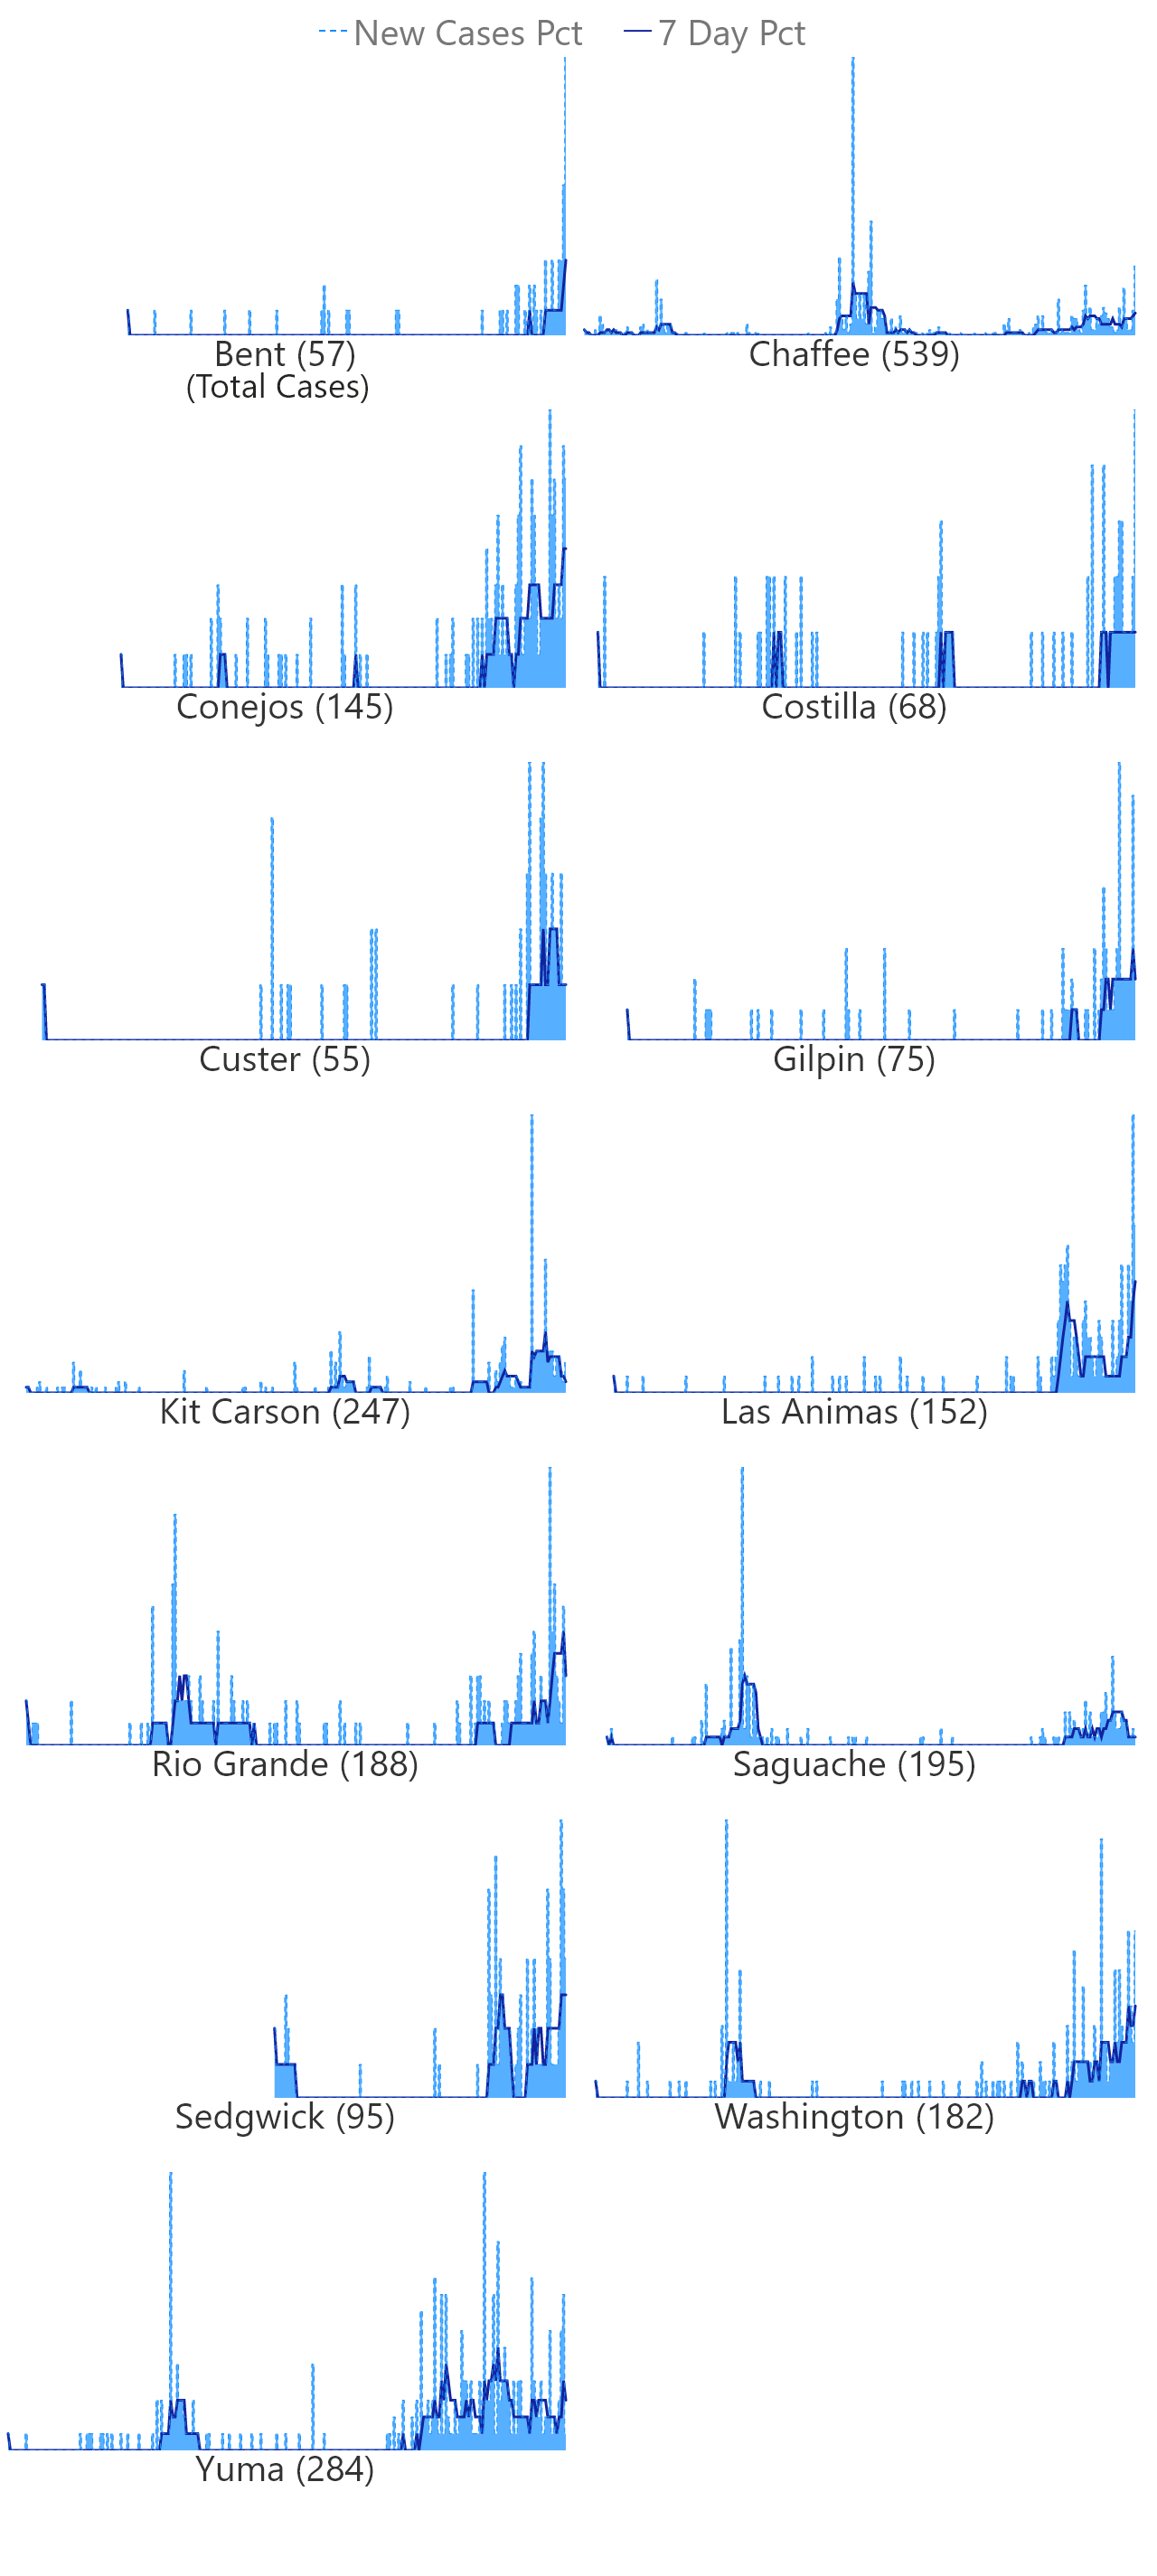 New Cases Pct 7 Day Pct
Bent (57) Chaffee (539)
(Total Cases)
Conejos (145) Costilla (68)
Custer (55) Gilpin (75)
Kit Carson (247) Las Animas (152)
Rio Grande (188) Saguache (195)
Sedgwick (95) Washington (182)
Yuma (284)